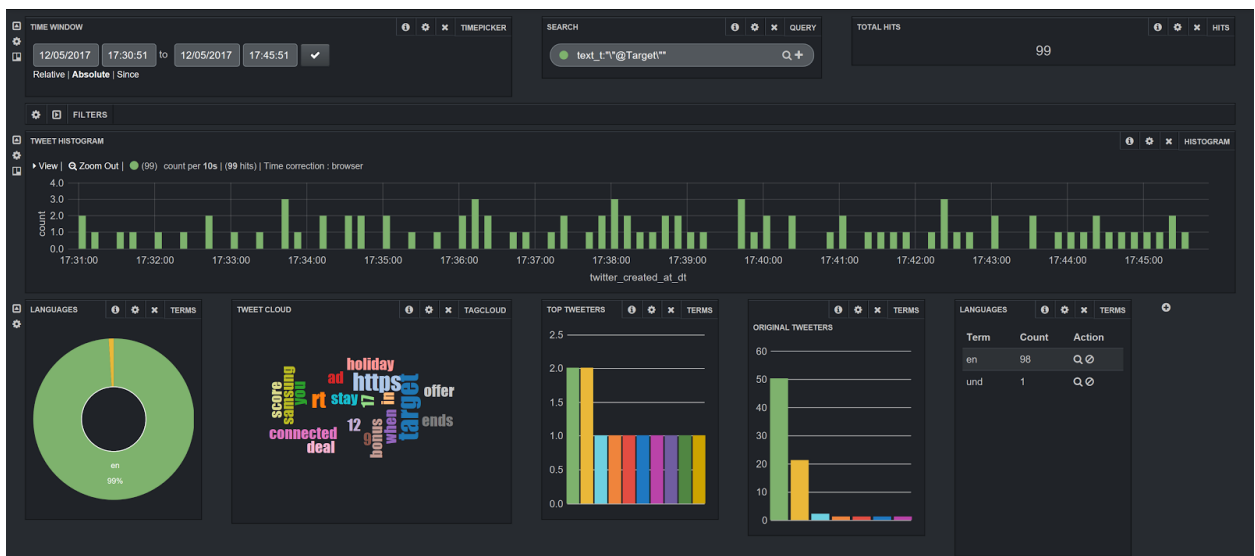 TIME WINDOW TIMEPICKER
12/05/2017 17:30:51 to 12/05/2017 17:45:51
Relative | Absolute | Since
SEARCH QUERY
text_t:"\"@Target\""
TOTAL HITS HITS
99
FILTERS
TWEET HISTOGRAM HISTOGRAM
View | Zoom Out | (99) count per 10s | (99 hits) | Time correction : browser
4.0
3.0
2.0
1.0
0.0
count
17:31:00 17:32:00 17:33:00 17:34:00 17:35:00 17:36:00 17:37:00 17:38:00 17:39:00 17:40:00 17:41:00 17:42:00 17:43:00 17:44:00 17:45:00
twitter_created_at_dt
LANGUAGES TERMS
en
99%
TWEET CLOUD TAGCLOUD
holiday
ad
https
score
samsung
you
rt
stay
17
in
target
offer
connected
deal
12
9
bonus
when
ends
TOP TWEETERS TERMS
2.5
2.0
1.5
1.0
0.5
0.0
TERMS
ORIGINAL TWEETERS
60
50
40
30
20
10
0
LANGUAGES TERMS
Term Count Action
en 98
und 1